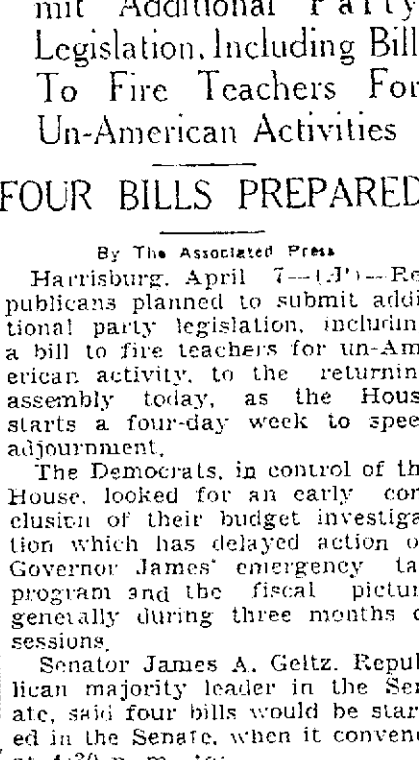 mit Additional Party
Legislation, Including Bill
To Fire Teachers For
Un-American Activities
FOUR BILLS PREPARED
By The Associated Press
Harrisburg, April 7—(AP)—Re
publicans planned to submit addi
tional party legislation, includin
a bill to fire teachers for un-Am
erican activity, to the returnin
assembly today, as the Hous
starts a four-day week to spee
adjournment.
The Democrats, in control of th
House, looked for an early con
clusion of their budget investiga
tion which has delayed action o
Governor James' emergency ta
program and the fiscal pictur
generally during three months o
sessions.
Senator James A. Geltz, Repub
lican majority leader in the Sen
ate, said four bills would be start
ed in the Senate, when it convene
at 4:30 p. m.